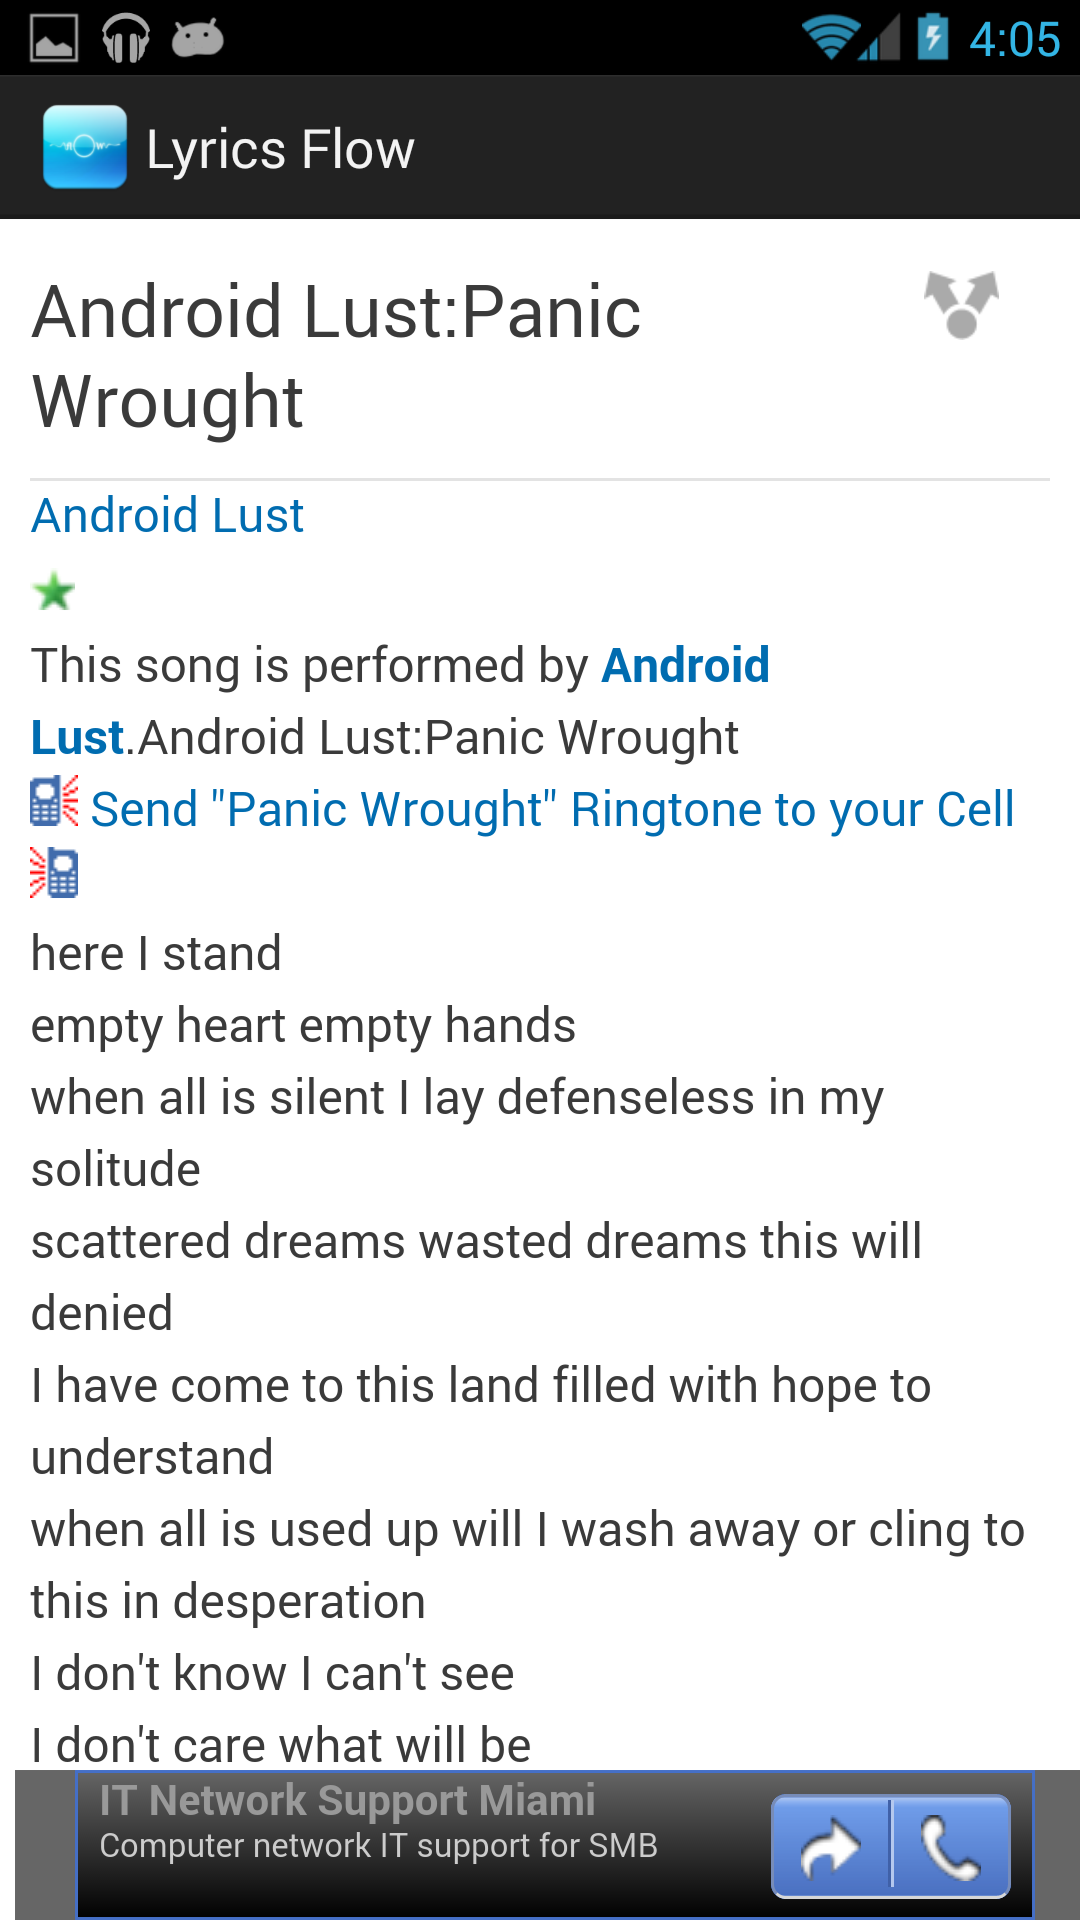 4:05
Lyrics Flow
Android Lust:Panic
Wrought
Android Lust
This song is performed by Android
Lust.Android Lust:Panic Wrought
Send "Panic Wrought" Ringtone to your Cell
here I stand
empty heart empty hands
when all is silent I lay defenseless in my
solitude
scattered dreams wasted dreams this will
denied
I have come to this land filled with hope to
understand
when all is used up will I wash away or cling to
this in desperation
I don't know I can't see
I don't care what will be
IT Network Support Miami
Computer network IT support for SMB